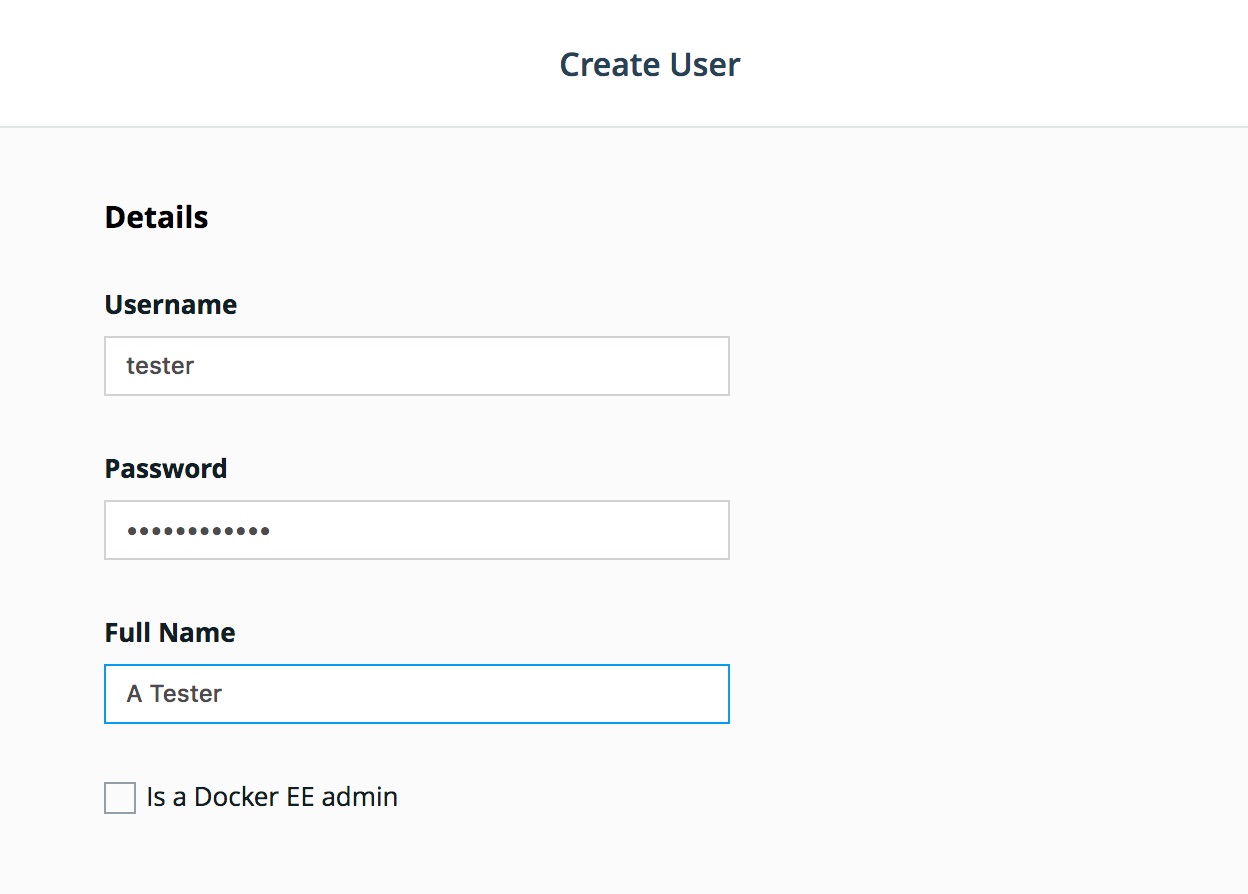 Create User
Details
Username
tester
Password
••••••••••••
Full Name
A Tester
Is a Docker EE admin